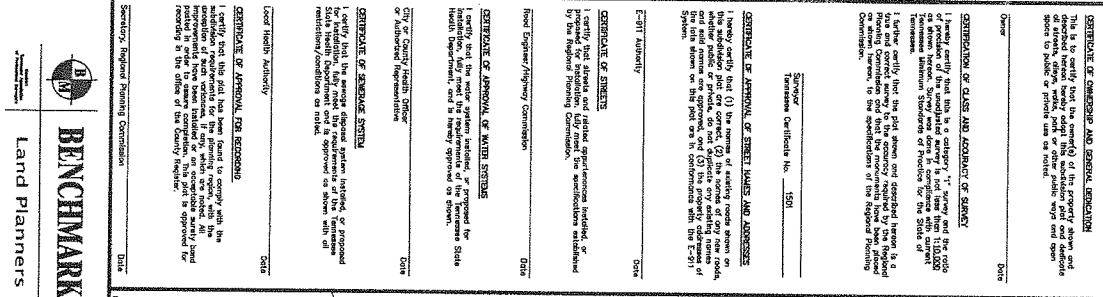 CERTIFICATE OF OWNERSHIP AND GENERAL DEDICATION
This is to certify that the owner(s) of the property shown and
described hereon hereby adopt this subdivision plat and dedicate
all streets, alleys, walks, park or other public ways and open
space to public or private use as noted.
Owner
Date
CERTIFICATION OF CLASS AND ACCURACY OF SURVEY
I hereby certify that this is a category "1" survey and the ratio
of precision of the unadjusted survey is not less than 1:10,000
as shown hereon. Survey was done in compliance with current
Tennessee Minimum Standards of Practice for the State of
Tennessee.
I further certify that the plat shown and described hereon is a
true and correct survey to the accuracy required by the Regional
Planning Commission and that the monuments have been placed
as shown hereon, to the specifications of the Regional Planning
Commission.
Surveyor
Tennessee Certificate No. 1501
CERTIFICATE OF APPROVAL OF STREET NAMES AND ADDRESSES
I hereby certify that (1) the names of existing roads shown on
this subdivision plat are correct, (2) the names of any new roads,
whether public or private, do not duplicate any existing names
and said names are approved, and (3) the property addresses of
the lots shown on this plat are in conformance with the E-911
System.
E-911 Authority
Date
CERTIFICATE OF STREETS
I certify that streets and related appurtenances installed, or
proposed for installation, fully meet the specifications established
by the Regional Planning Commission.
Road Engineer/Highway Commission
Date
CERTIFICATE OF APPROVAL OF WATER SYSTEMS
I certify that the water system installed, or proposed for
installation, fully meet the requirements of the Tennessee State
Health Department, and is hereby approved as shown.
City or County Health Officer
or Authorized Representative
Date
CERTIFICATE OF SEWERAGE SYSTEM
I certify that the sewage disposal system installed, or proposed
for installation, fully meet the requirements of the Tennessee
State Health Department and is approved as shown with all
restrictions/conditions as noted.
Local Health Authority
Date
CERTIFICATE OF APPROVAL FOR RECORDING
I certify that this plat has been found to comply with the
subdivision requirements for the planning region, with the
exception of such variances, if any, which are noted. All
improvements have been installed or an acceptable surety bond
posted in order to assure completion. This plat is approved for
recording in the office of the County Register.
Secretary, Regional Planning Commission
Date
B M
BENCHMARK
Land Planners